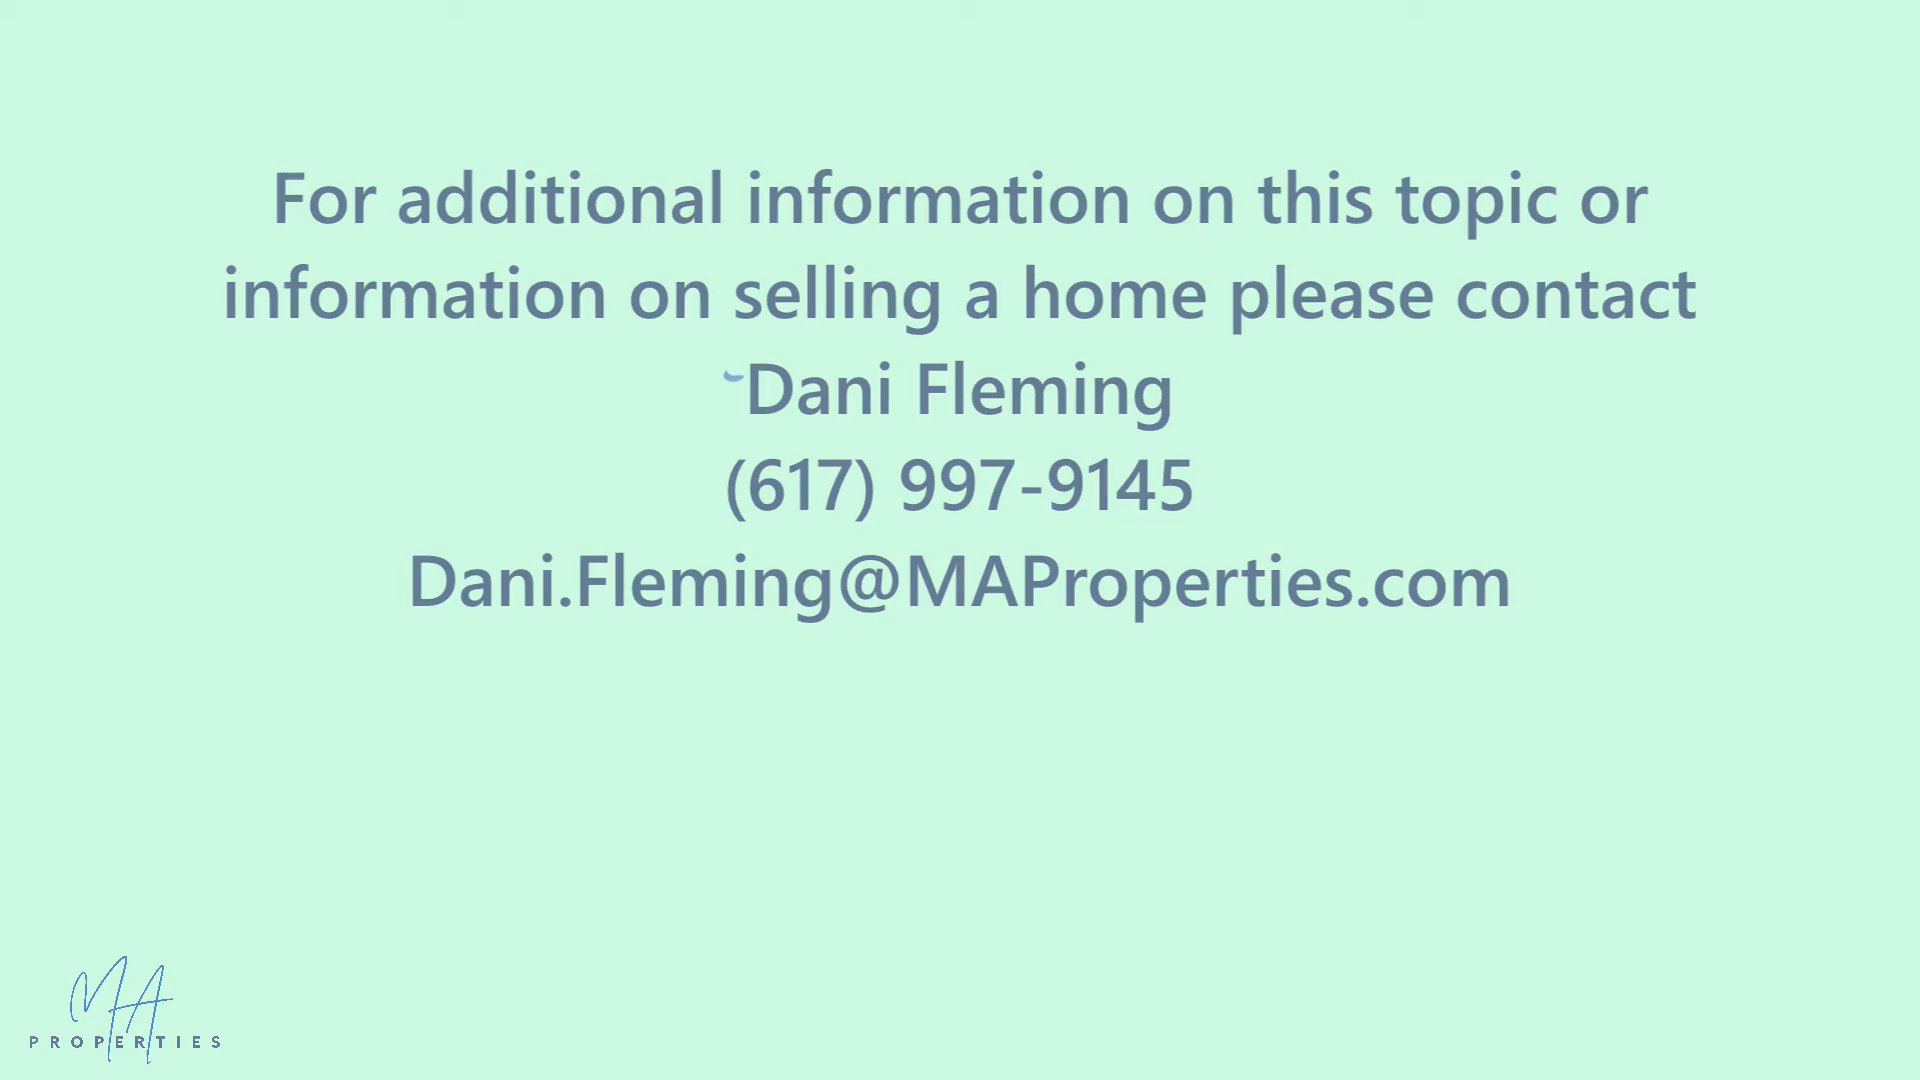 For additional information on this topic or
information on selling a home please contact
Dani Fleming
(617) 997-9145
Dani.Fleming@MAProperties.com
MA
PROPERTIES